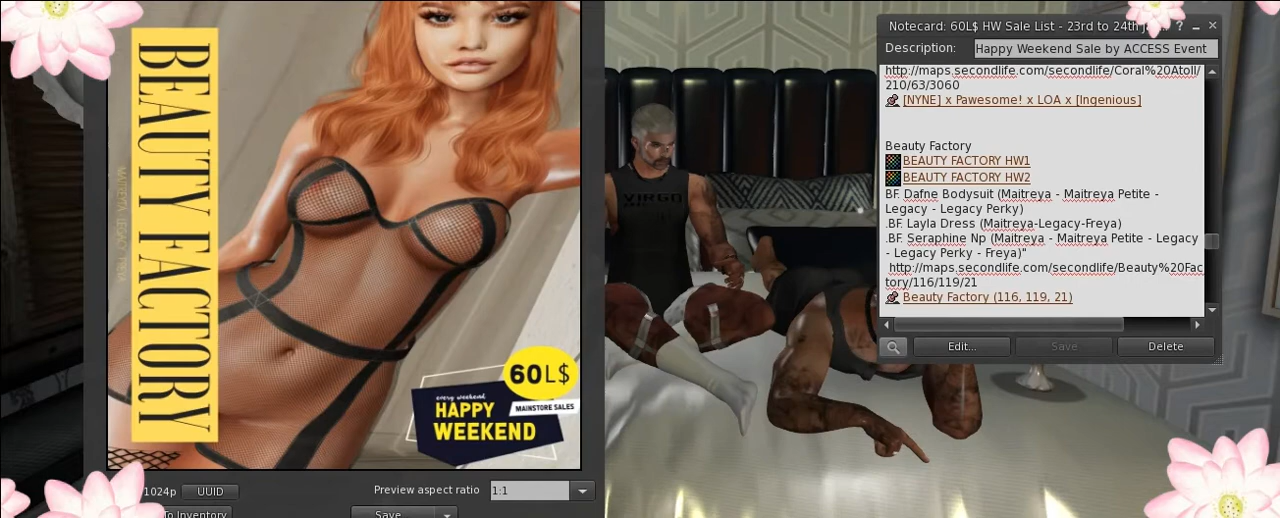 BEAUTY FACTORY
MAITREYA LEGACY FREYA
60L$
every weekend
HAPPY
WEEKEND
MAINSTORE SALES
1024p
UUID
Preview aspect ratio
1:1
To Inventory
Save
VIRGO
Notecard: 60L$ HW Sale List - 23rd to 24th
Description:
Happy Weekend Sale by ACCESS Event
http://maps.secondlife.com/secondlife/Coral%20Atoll/
210/63/3060
[NYNE] x Pawesome! x LOA x [Ingenious]
Beauty Factory
BEAUTY FACTORY HW1
BEAUTY FACTORY HW2
BF. Dafne Bodysuit (Maitreya - Maitreya Petite -
Legacy - Legacy Perky)
.BF. Layla Dress (Maitreya-Legacy-Freya)
.BF. Seraphine Np (Maitreya - Maitreya Petite - Legacy
- Legacy Perky - Freya)"
http://maps.secondlife.com/secondlife/Beauty%20Fac
tory/116/119/21
Beauty Factory (116, 119, 21)
Edit...
Save
Delete